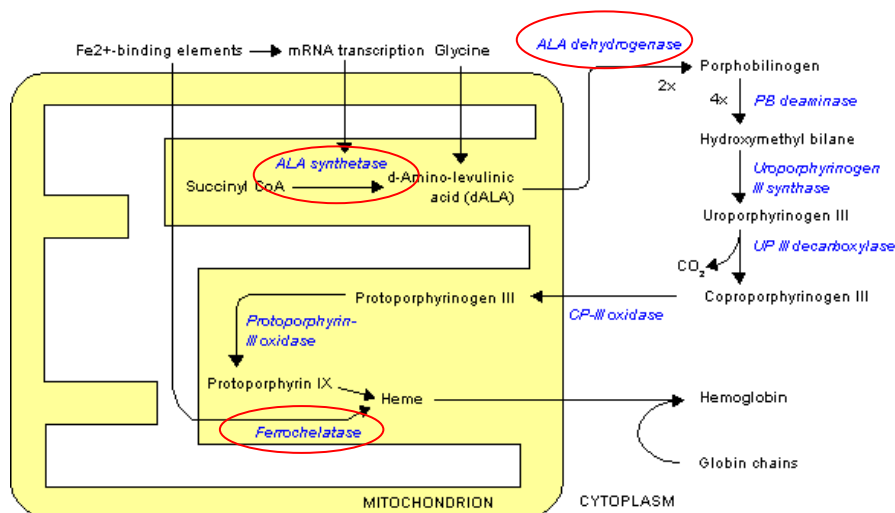 Fe2+-binding elements mRNA transcription Glycine
ALA dehydrogenase
Porphobilinogen
2x
4x PB deaminase
Hydroxymethyl bilane
ALA synthetase
Succinyl CoA
d-Amino-levulinic
acid (dALA)
Uroporphyrinogen
III synthase
Uroporphyrinogen III
UP III decarboxylase
CO2
Coproporphyrinogen III
CP-III oxidase
Protoporphyrinogen III
Protoporphyrin-
III oxidase
Protoporphyrin IX
Heme
Ferrochelatase
Hemoglobin
Globin chains
MITOCHONDRION
CYTOPLASM